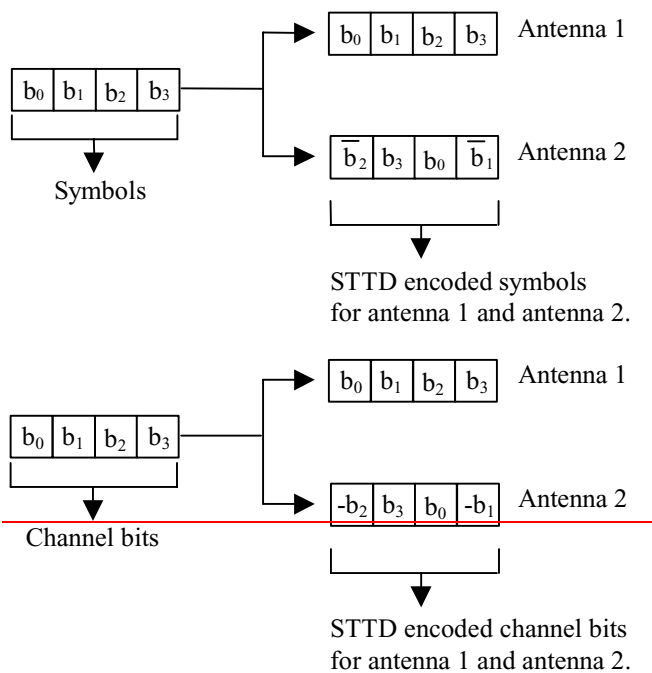 b₀ b₁ b₂ b₃ Antenna 1
b₀ b₁ b₂ b₃
b̅₂ b₃ b₀ b̅₁ Antenna 2
Symbols
STTD encoded symbols
for antenna 1 and antenna 2.
b₀ b₁ b₂ b₃ Antenna 1
b₀ b₁ b₂ b₃
-b₂ b₃ b₀ -b₁ Antenna 2
Channel bits
STTD encoded channel bits
for antenna 1 and antenna 2.